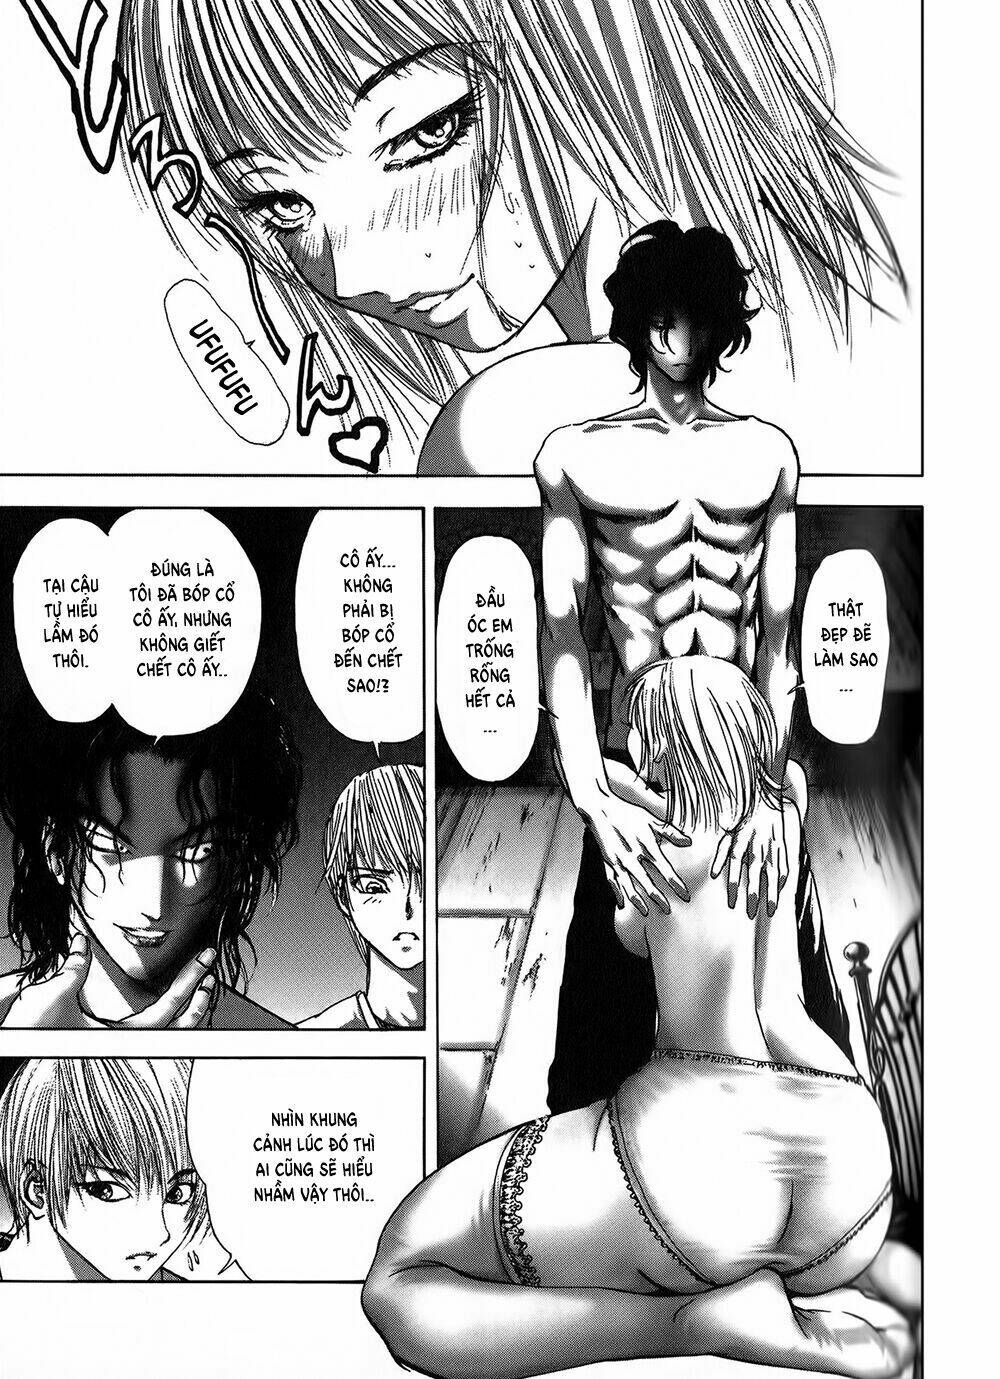 とろ〜ん♡
UFUFUFU
THẬT
ĐẸP ĐẼ
LÀM SAO
...
ĐẦU
ÓC EM
TRỐNG
RỖNG
HẾT CẢ
...
CÔ ẤY...
KHÔNG
PHẢI BỊ
BÓP CỔ
ĐẾN CHẾT
SAO!?
ĐÚNG LÀ
TÔI ĐÃ BÓP CỔ
CÔ ẤY, NHƯNG
KHÔNG GIẾT
CHẾT CÔ ẤY..
TẠI CẬU
TỰ HIỂU
LẦM ĐÓ
THÔI.
NHÌN KHUNG
CẢNH LÚC ĐÓ THÌ
AI CŨNG SẼ HIỂU
NHẦM VẬY THÔI..